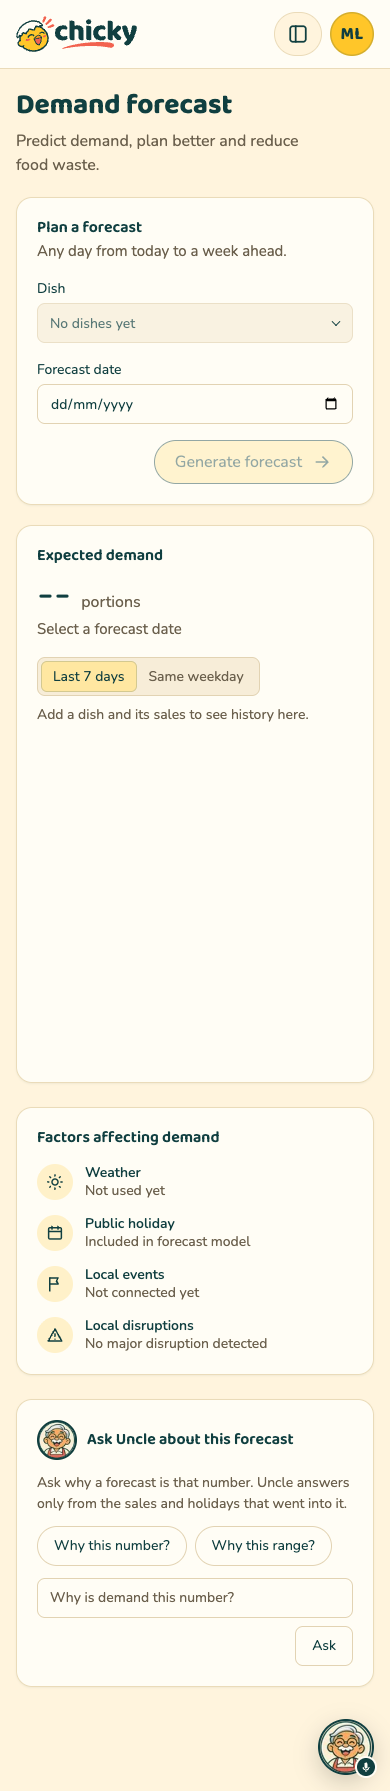 chicky
MŁ
Demand forecast
Predict demand, plan better and reduce
food waste.
Plan a forecast
Any day from today to a week ahead.
Dish
No dishes yet
Forecast date
dd/mm/yyyy
Generate forecast →
Expected demand
-- portions
Select a forecast date
Last 7 days Same weekday
Add a dish and its sales to see history here.
Factors affecting demand
Weather
Not used yet
Public holiday
Included in forecast model
Local events
Not connected yet
Local disruptions
No major disruption detected
Ask Uncle about this forecast
Ask why a forecast is that number. Uncle answers
only from the sales and holidays that went into it.
Why this number? Why this range?
Why is demand this number?
Ask